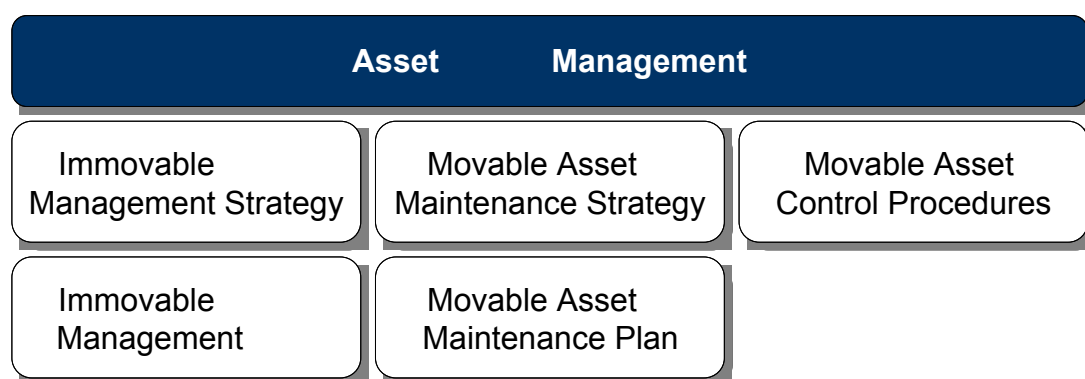 Asset Management
Immovable
Management Strategy
Movable Asset
Maintenance Strategy
Movable Asset
Control Procedures
Immovable
Management
Movable Asset
Maintenance Plan